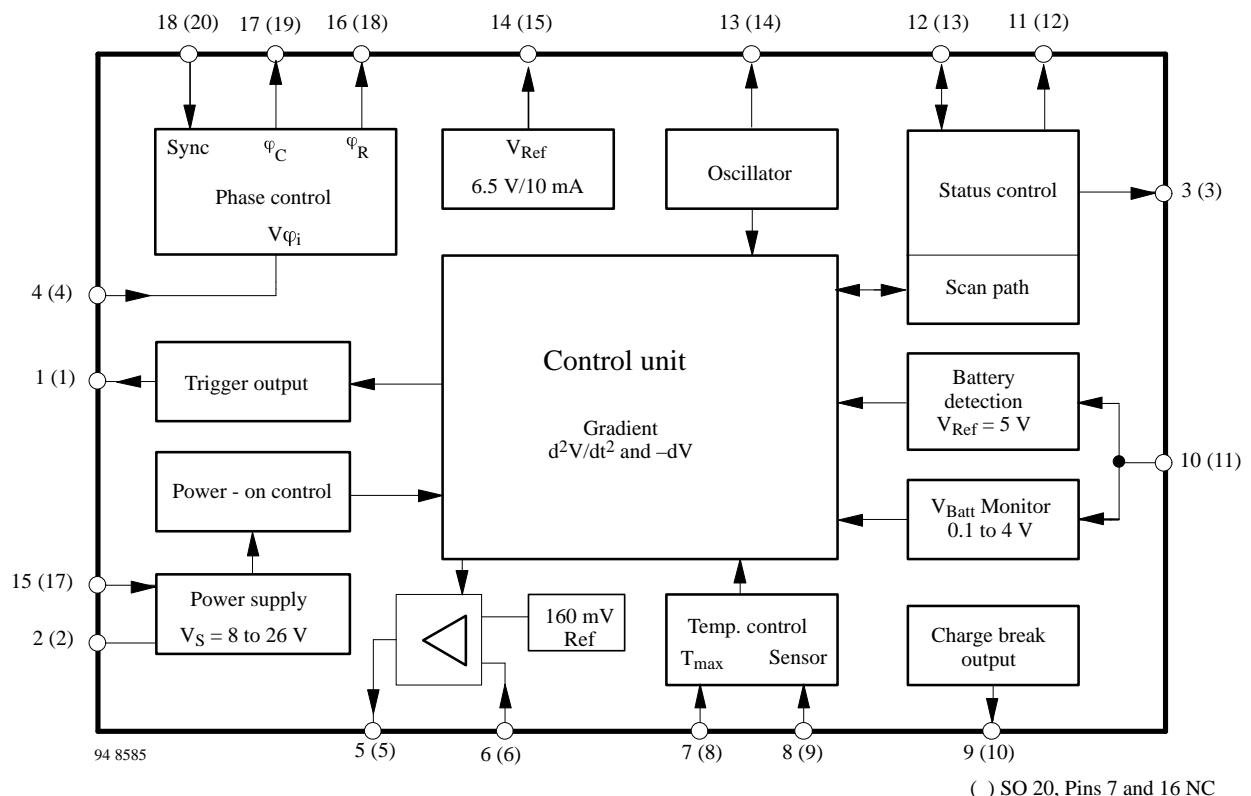 18 (20)
17 (19)
16 (18)
14 (15)
13 (14)
12 (13)
11 (12)
Sync
φC
φR
Phase control
Vφi
VRef
6.5 V/10 mA
Oscillator
Status control
Scan path
3 (3)
4 (4)
1 (1)
Trigger output
Control unit
Gradient
d2V/dt2 and –dV
Battery
detection
VRef = 5 V
10 (11)
Power - on control
VBatt Monitor
0.1 to 4 V
15 (17)
2 (2)
Power supply
VS = 8 to 26 V
160 mV
Ref
Temp. control
Tmax
Sensor
Charge break
output
94 8585
5 (5)
6 (6)
7 (8)
8 (9)
9 (10)
( ) SO 20, Pins 7 and 16 NC